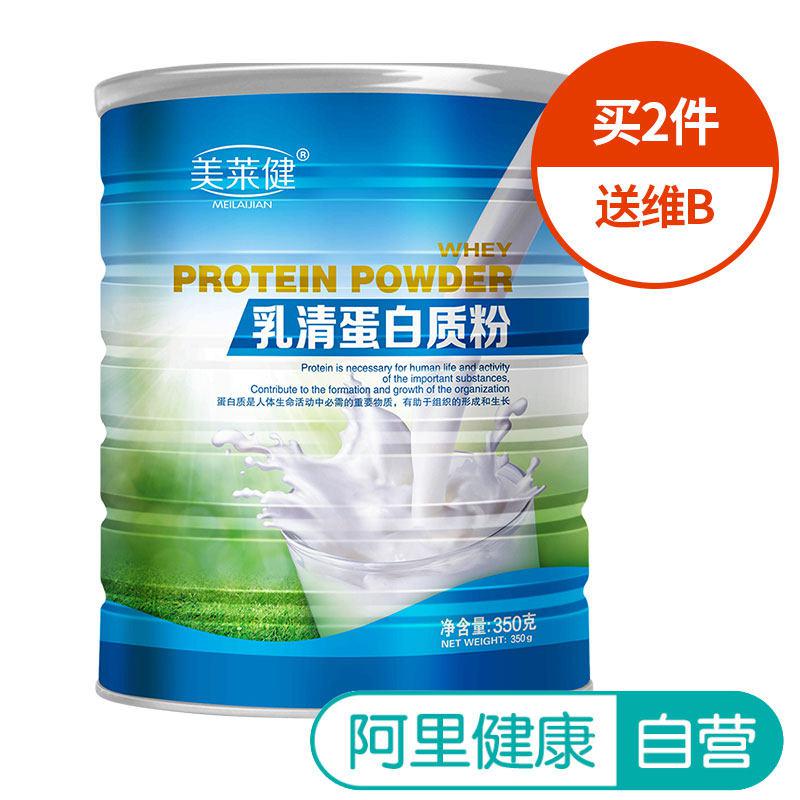 美莱健®
MEILAIJIAN
WHEY
PROTEIN POWDER
乳清蛋白质粉
Protein is necessary for human life and activity
of the important substances,
Contribute to the formation and growth of the organization
蛋白质是人体生命活动中必需的重要物质，有助于组织的形成和生长
净含量:350克
NET WEIGHT: 350g
买2件
送维B
阿里健康 自营